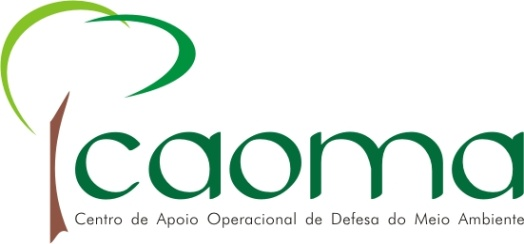 caoma
Centro de Apoio Operacional de Defesa do Meio Ambiente